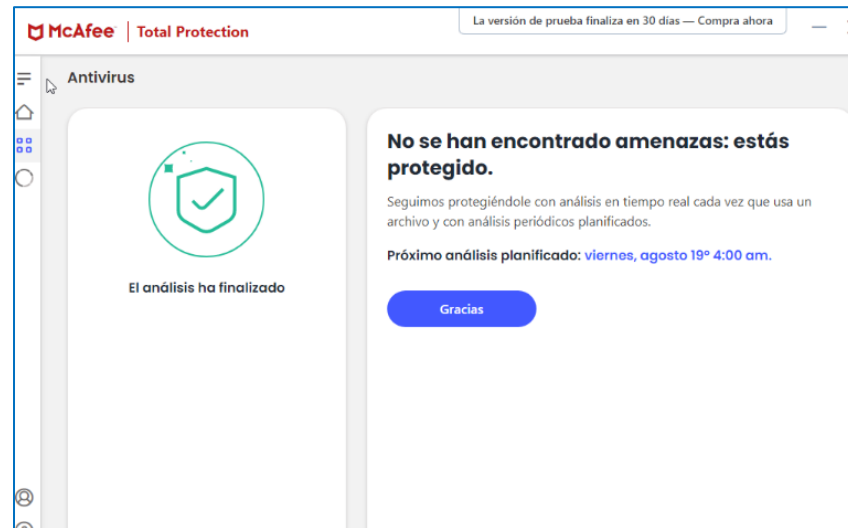 McAfee | Total Protection
La versión de prueba finaliza en 30 días — Compra ahora
Antivirus
El análisis ha finalizado
No se han encontrado amenazas: estás
protegido.
Seguimos protegiéndole con análisis en tiempo real cada vez que usa un
archivo y con análisis periódicos planificados.
Próximo análisis planificado: viernes, agosto 19º 4:00 am.
Gracias